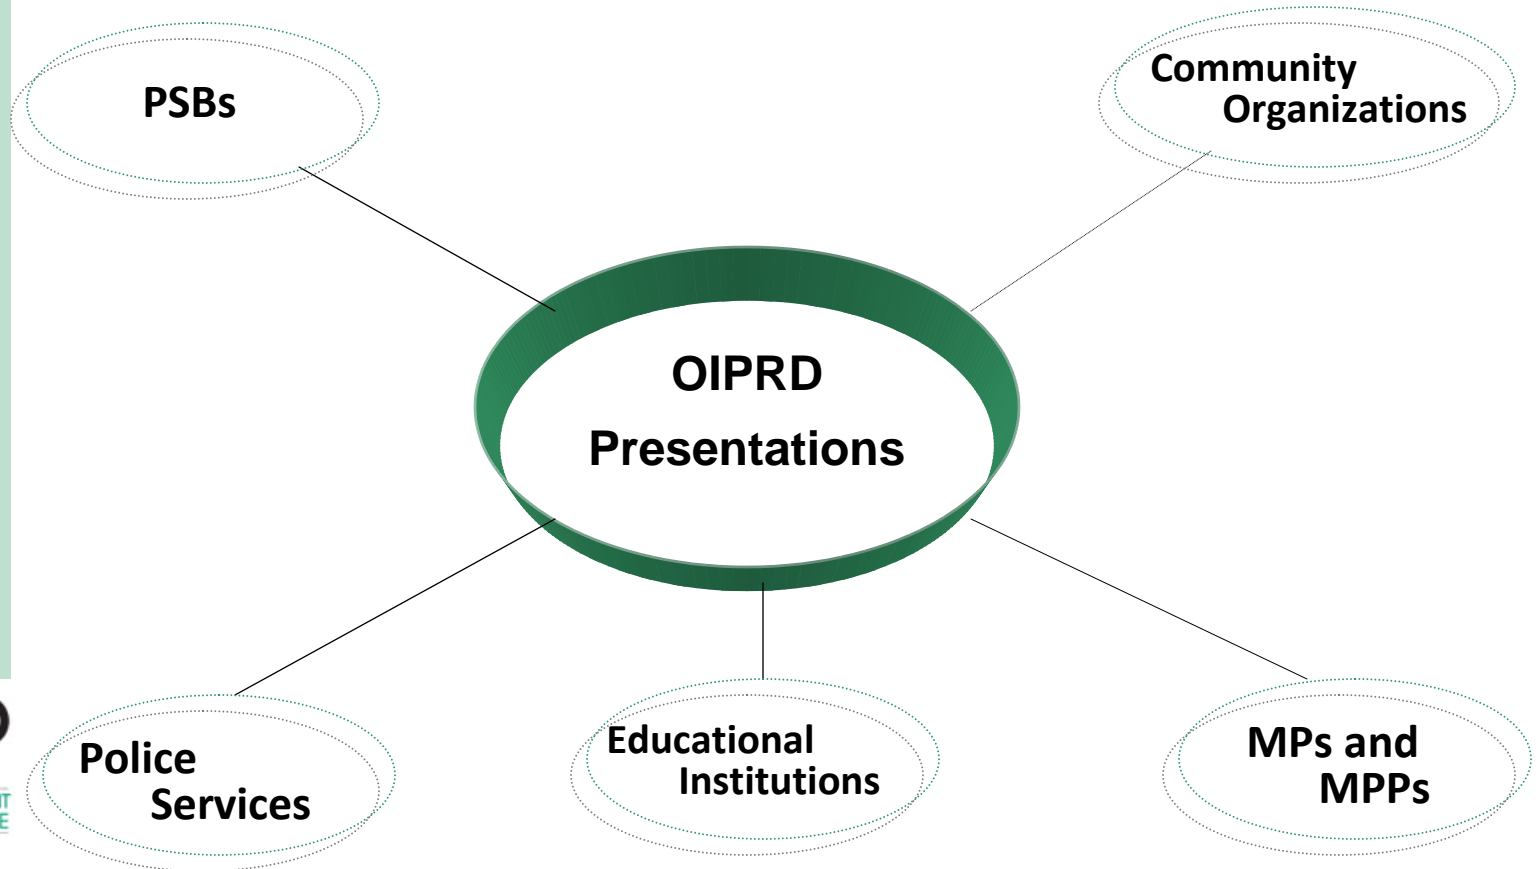 PSBs
Community
Organizations
OIPRD
Presentations
Police
Services
Educational
Institutions
MPs and
MPPs